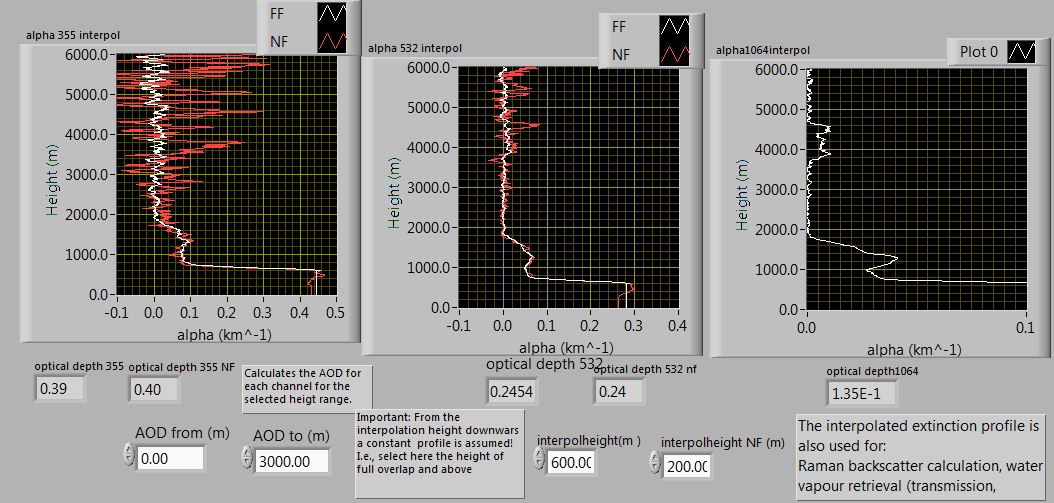 FF
NF
alpha 355 interpol
6000.0
5000.0
4000.0
3000.0
2000.0
1000.0
0.0
Height (m)
-0.1
0.0
0.1
0.2
0.3
0.4
0.5
alpha (km^-1)
FF
NF
alpha 532 interpol
6000.0
5000.0
4000.0
3000.0
2000.0
1000.0
0.0
Height (m)
-0.1
0.0
0.1
0.2
0.3
0.4
alpha (km^-1)
Plot 0
alpha1064interpol
6000.0
5000.0
4000.0
3000.0
2000.0
1000.0
0.0
Height (m)
0.0
0.1
alpha (km^-1)
optical depth 355
0.39
optical depth 355 NF
0.40
Calculates the AOD for
each channel for the
selected heigt range.
optical depth 532
0.2454
optical depth 532 nf
0.24
optical depth1064
1.35E-1
AOD from (m)
0.00
AOD to (m)
3000.00
Important: From the
interpolation height downwars
a constant profile is assumed!
I.e., select here the height of
full overlap and above
interpolheight(m )
600.00
interpolheight NF (m)
200.00
The interpolated extinction profile is
also used for:
Raman backscatter calculation, water
vapour retrieval (transmission,